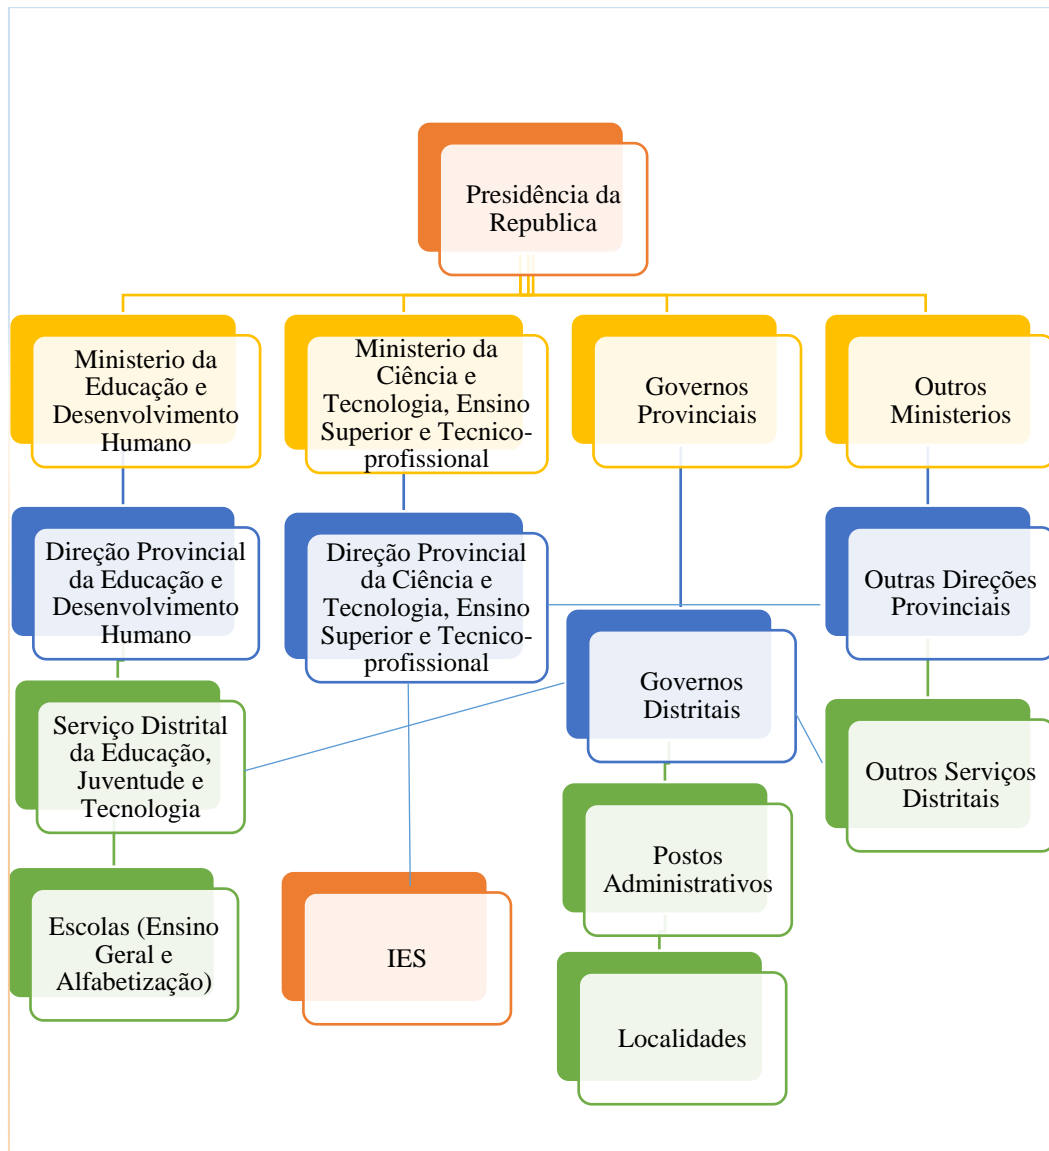 Presidência da
Republica
Ministerio da
Educação e
Desenvolvimento
Humano
Ministerio da
Ciência e
Tecnologia, Ensino
Superior e Tecnico-
profissional
Governos
Provinciais
Outros
Ministerios
Direção Provincial
da Educação e
Desenvolvimento
Humano
Direção Provincial
da Ciência e
Tecnologia, Ensino
Superior e Tecnico-
profissional
Outras Direções
Provinciais
Governos
Distritais
Serviço Distrital
da Educação,
Juventude e
Tecnologia
Outros Serviços
Distritais
Postos
Administrativos
Escolas (Ensino
Geral e
Alfabetização)
IES
Localidades